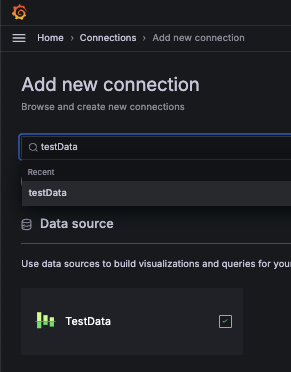 Home › Connections › Add new connection
Add new connection
Browse and create new connections
testData
Recent
testData
Data source
Use data sources to build visualizations and queries for your
TestData